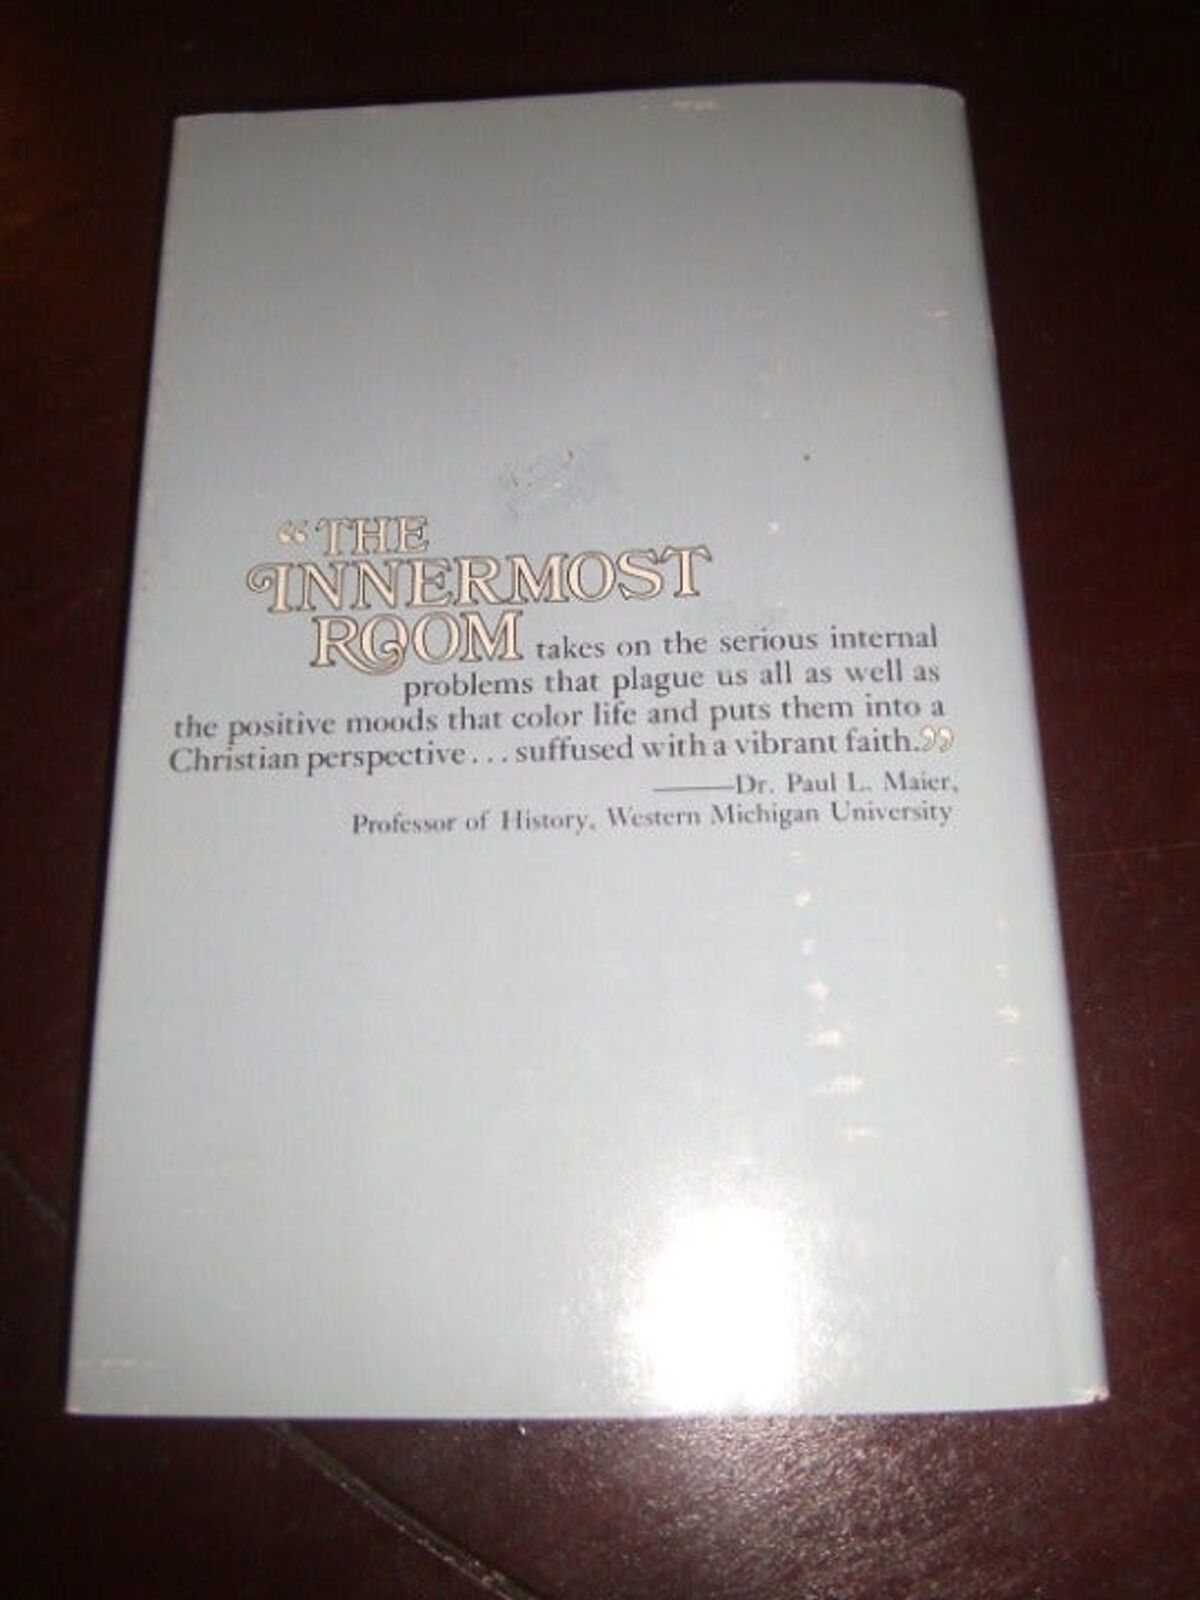 “THE
INNERMOST
ROOM takes on the serious internal
problems that plague us all as well as
the positive moods that color life and puts them into a
Christian perspective... suffused with a vibrant faith.”
——Dr. Paul L. Maier,
Professor of History, Western Michigan University